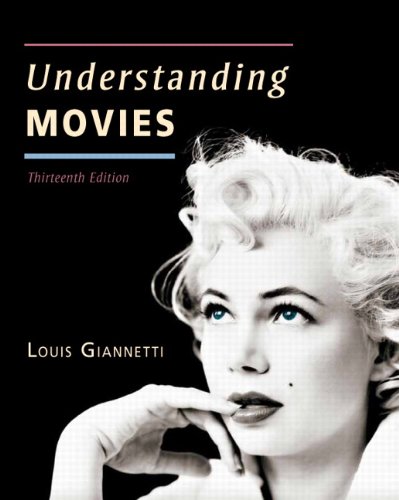 Understanding
MOVIES
Thirteenth Edition
LOUIS GIANNETTI